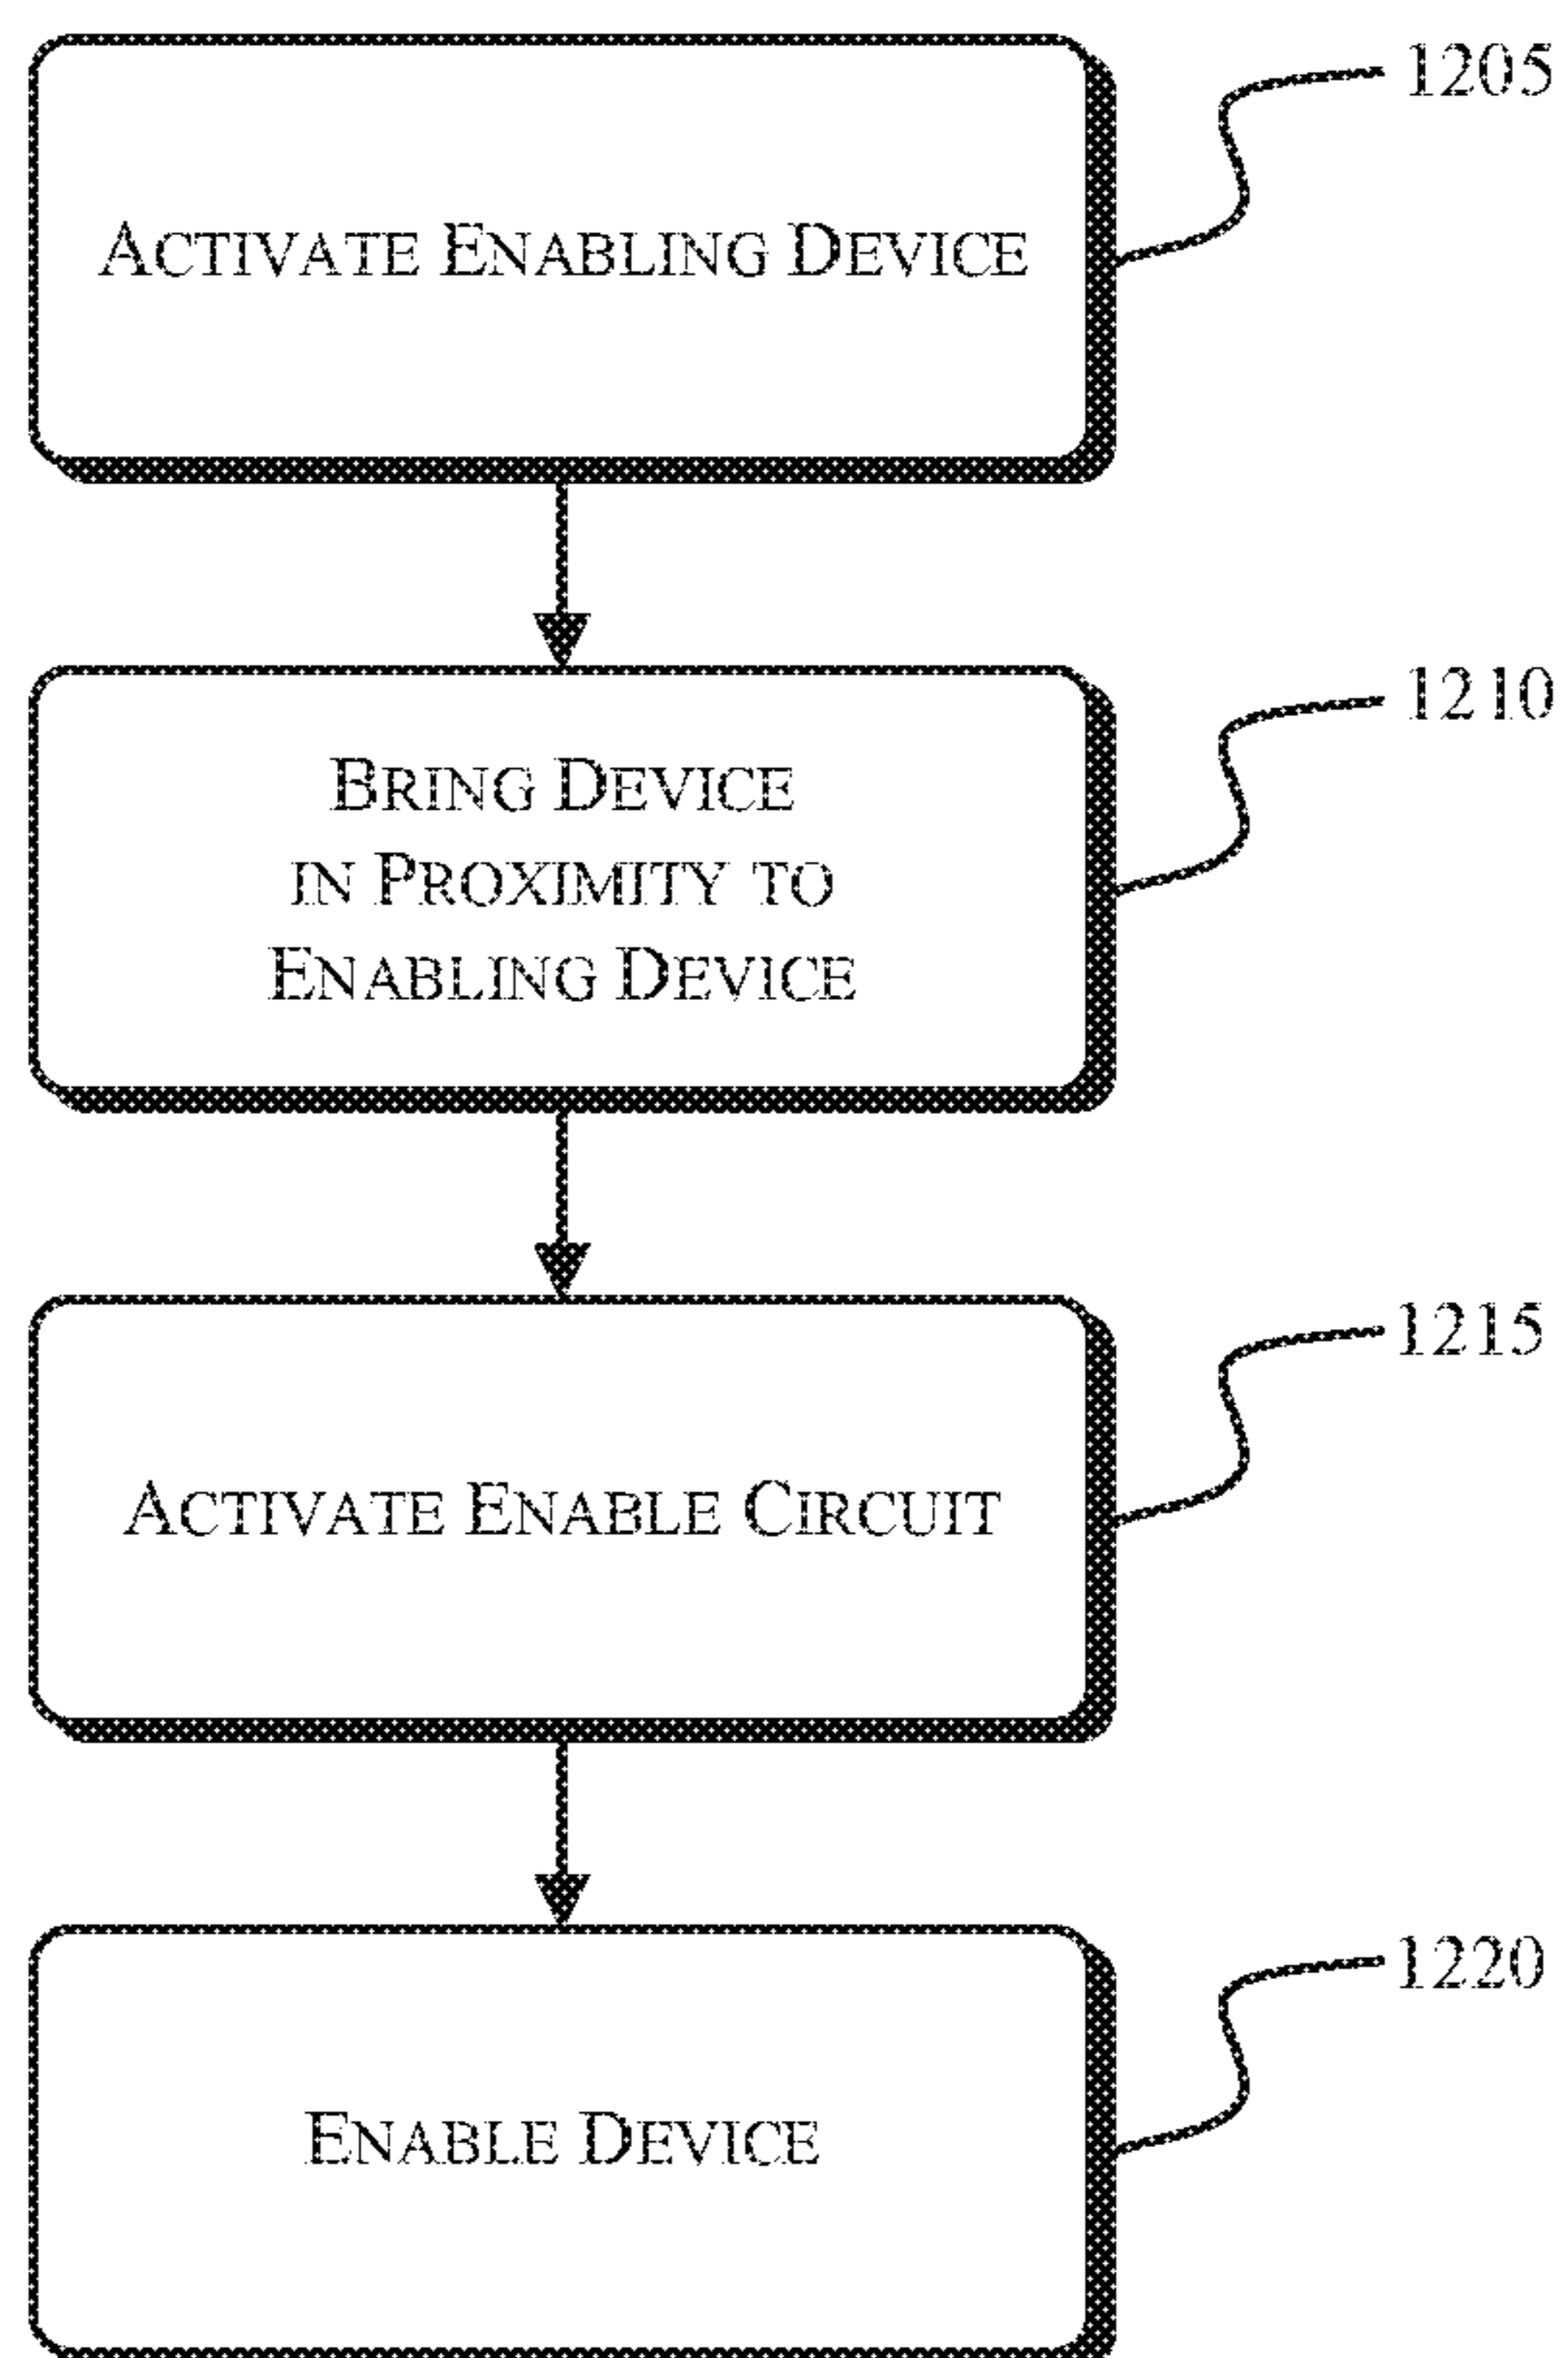 1205
ACTIVATE ENABLING DEVICE
1210
BRING DEVICE
IN PROXIMITY TO
ENABLING DEVICE
1215
ACTIVATE ENABLE CIRCUIT
1220
ENABLE DEVICE